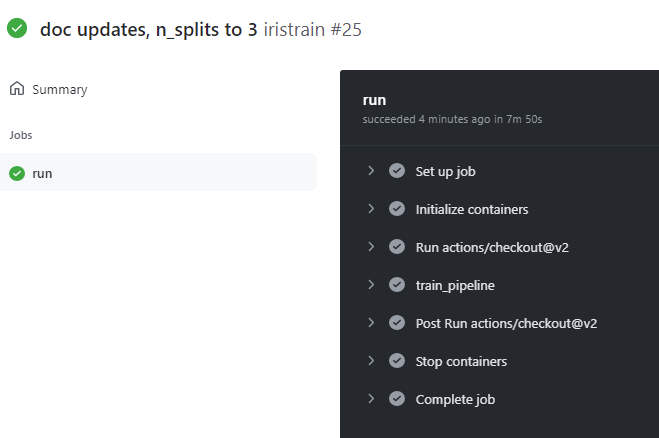 doc updates, n_splits to 3 iristrain #25
Summary
Jobs
run
run
succeeded 4 minutes ago in 7m 50s
Set up job
Initialize containers
Run actions/checkout@v2
train_pipeline
Post Run actions/checkout@v2
Stop containers
Complete job